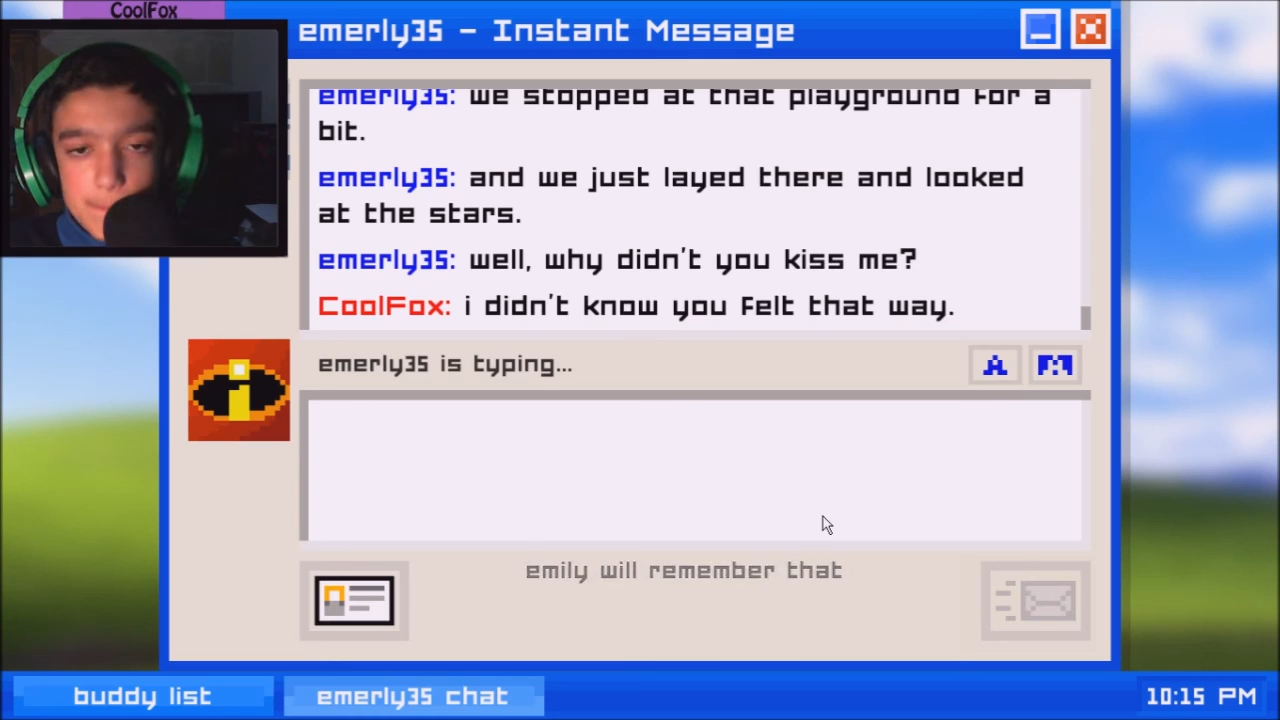 CoolFox
emerly35 - Instant Message
emerly35: we stopped at that playground for a
bit.
emerly35: and we just layed there and looked
at the stars.
emerly35: well, why didn't you kiss me?
CoolFox: i didn't know you felt that way.
emerly35 is typing...
A
i
emily will remember that
buddy list
emerly35 chat
10:15 PM